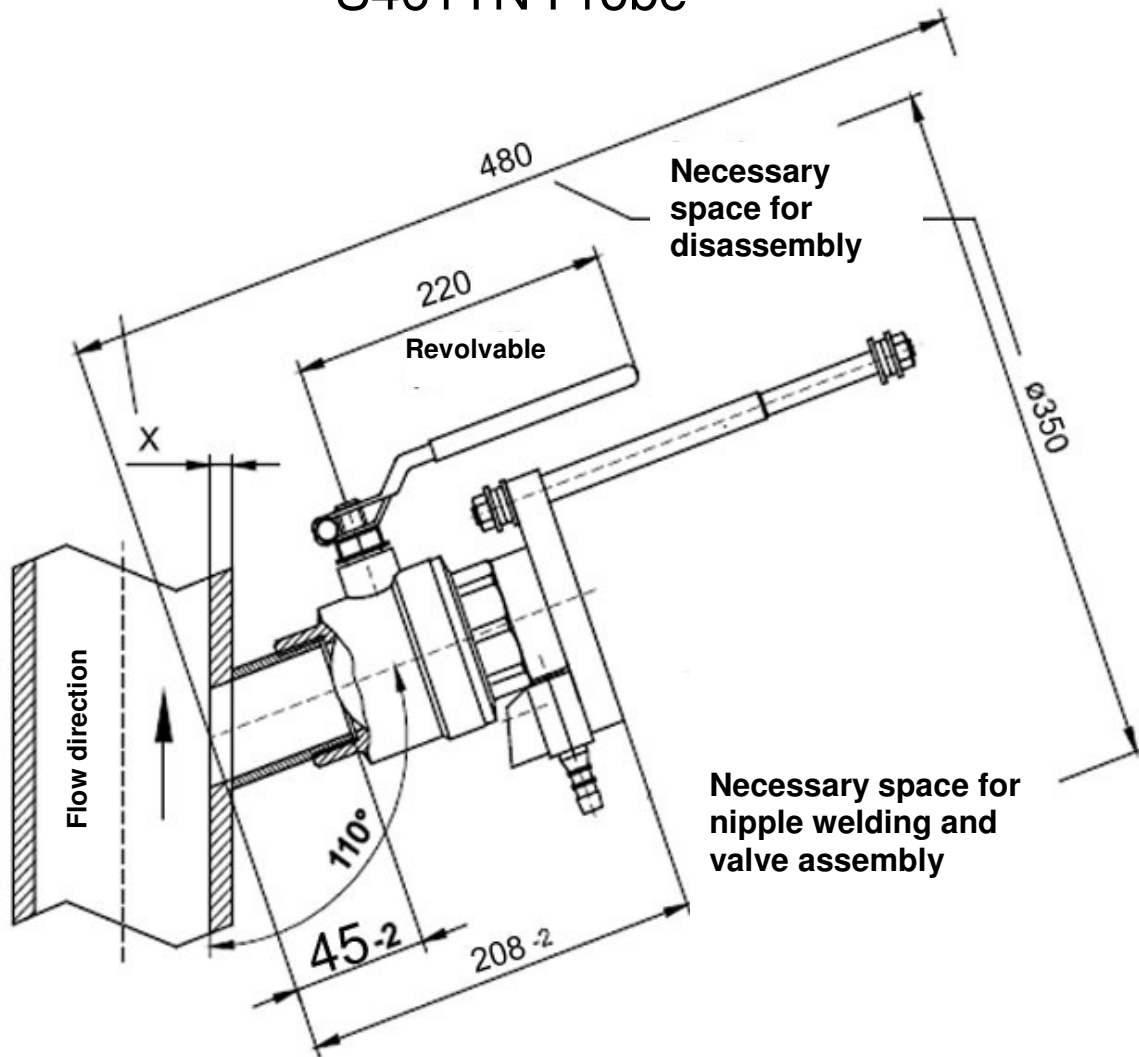 480
Necessary
space for
disassembly
220
Revolvable
ø350
X
Flow direction
110°
Necessary space for
nipple welding and
valve assembly
45-2
208 -2